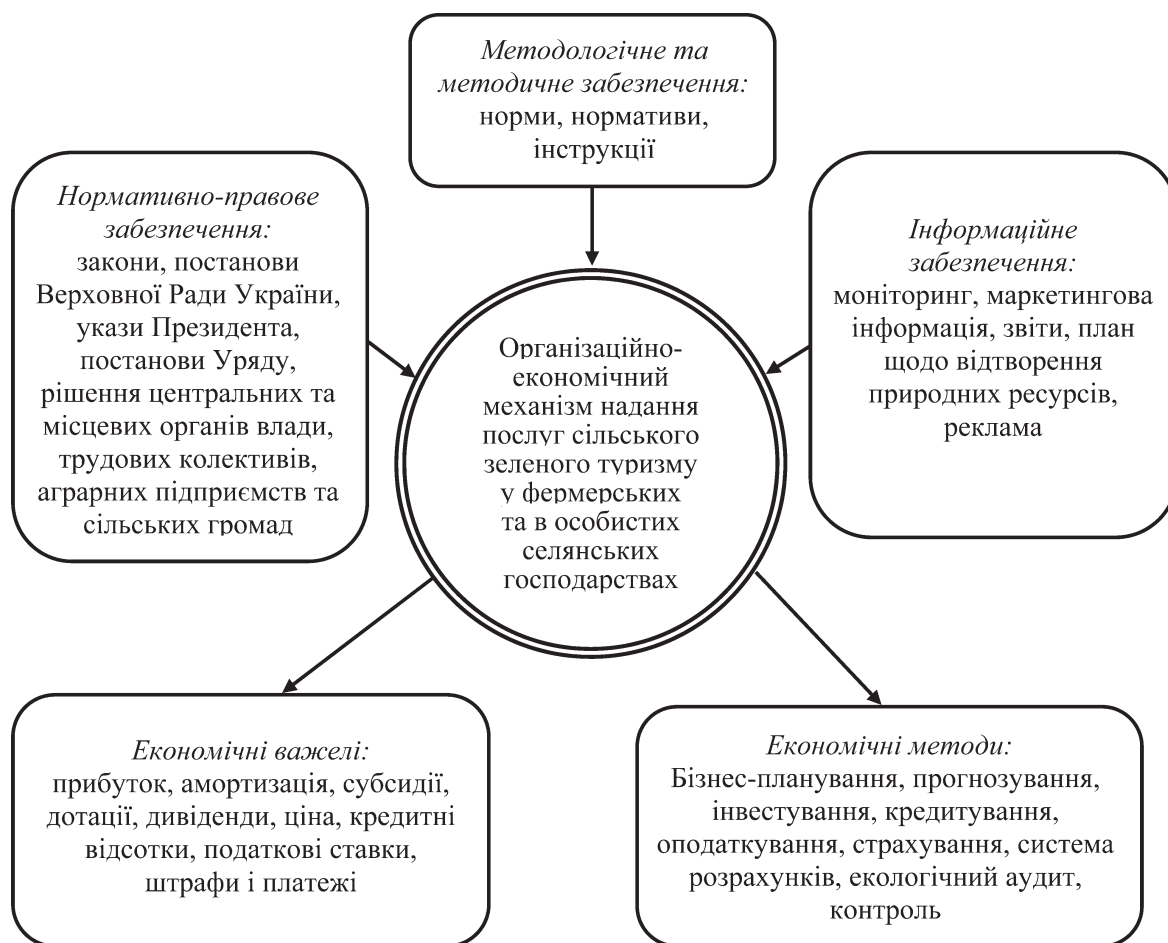 Методологічне та
методичне забезпечення:
норми, нормативи,
інструкції
Нормативно-правове
забезпечення:
закони, постанови
Верховної Ради України,
укази Президента,
постанови Уряду,
рішення центральних та
місцевих органів влади,
трудових колективів,
аграрних підприємств та
сільських громад
Організаційно-
економічний
механізм надання
послуг сільського
зеленого туризму
у фермерських
та в особистих
селянських
господарствах
Інформаційне
забезпечення:
моніторинг, маркетингова
інформація, звіти, план
щодо відтворення
природних ресурсів,
реклама
Економічні важелі:
прибуток, амортизація, субсидії,
дотації, дивіденди, ціна, кредитні
відсотки, податкові ставки,
штрафи і платежі
Економічні методи:
Бізнес-планування, прогнозування,
інвестування, кредитування,
оподаткування, страхування, система
розрахунків, екологічний аудит,
контроль